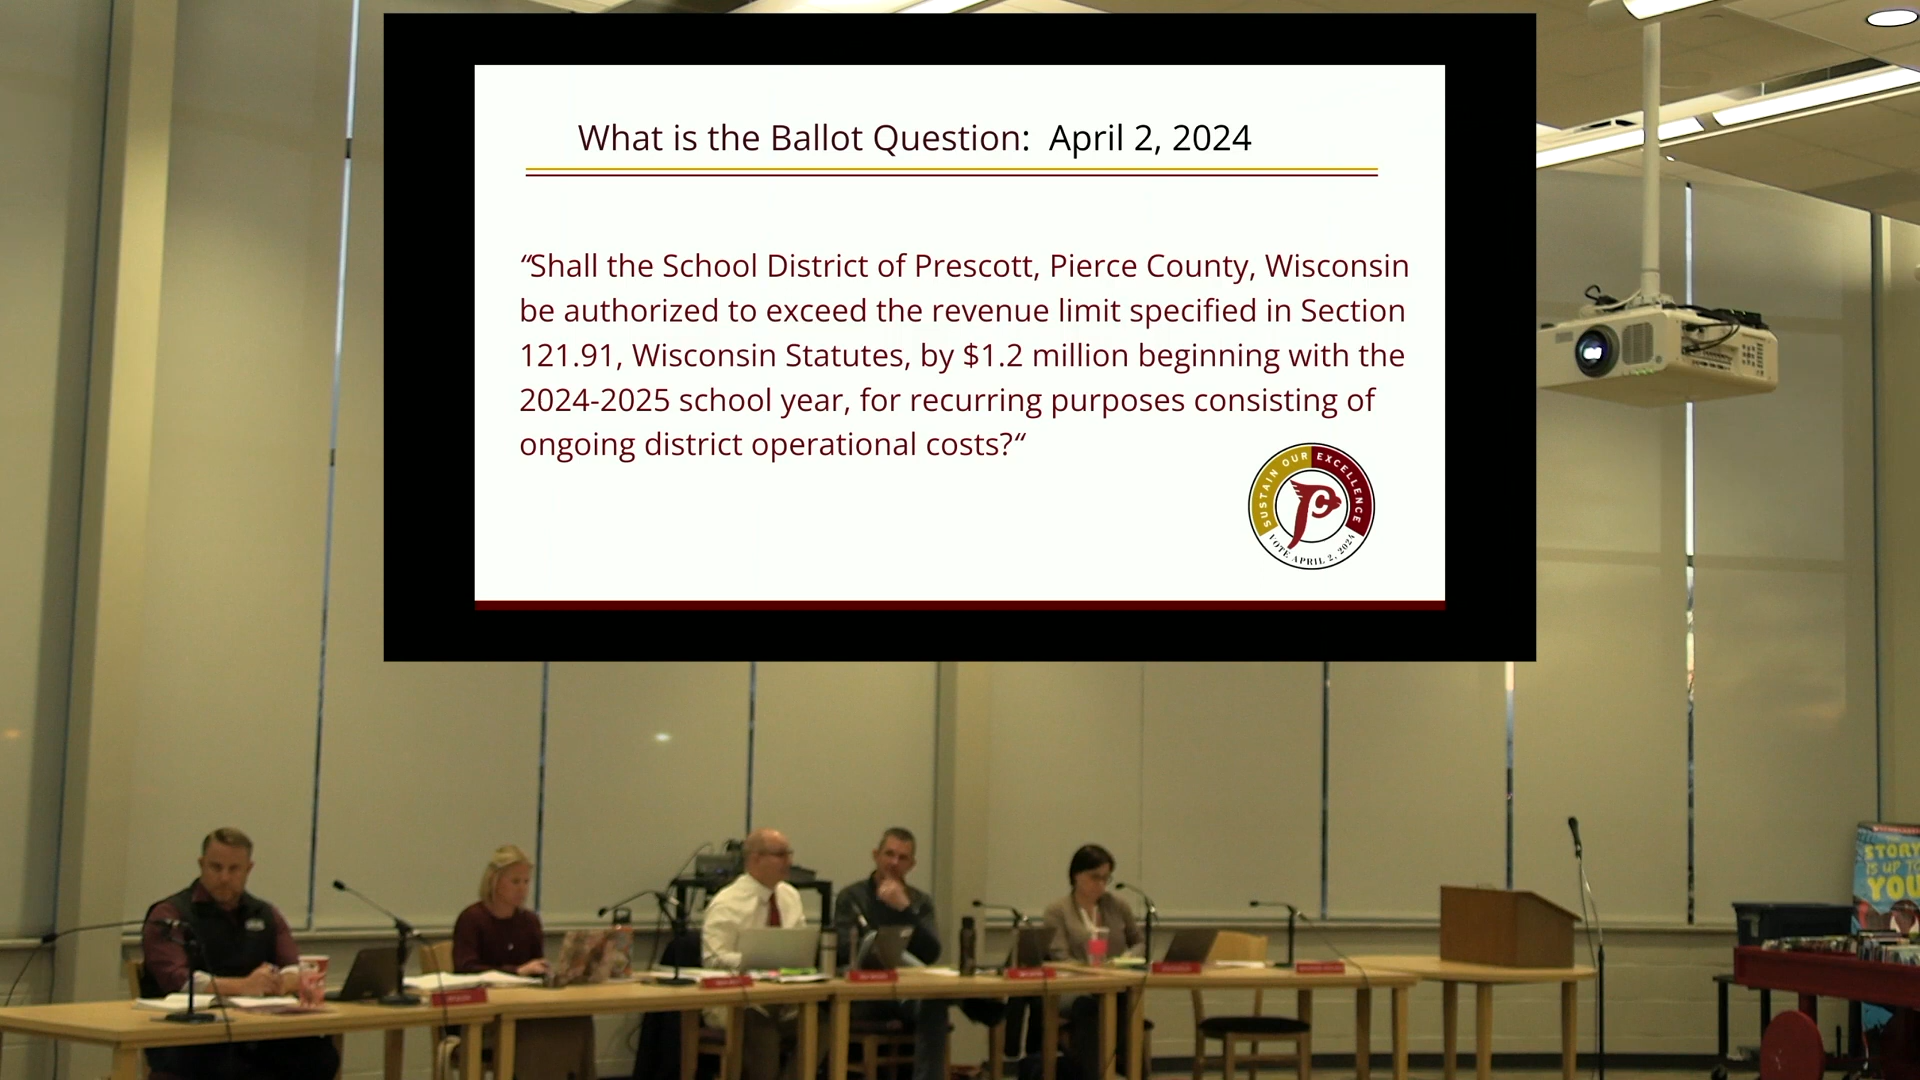 What is the Ballot Question:  April 2, 2024
“Shall the School District of Prescott, Pierce County, Wisconsin
be authorized to exceed the revenue limit specified in Section
121.91, Wisconsin Statutes, by $1.2 million beginning with the
2024-2025 school year, for recurring purposes consisting of
ongoing district operational costs?“
SUSTAIN OUR EXCELLENCE
P
VOTE APRIL 2, 2024
STORY
IS UP TO
YOU